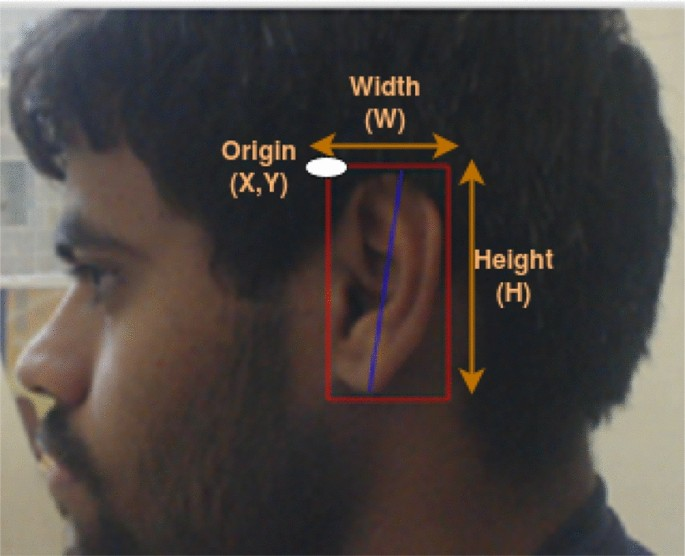 Width
(W)
Origin
(X,Y)
Height
(H)